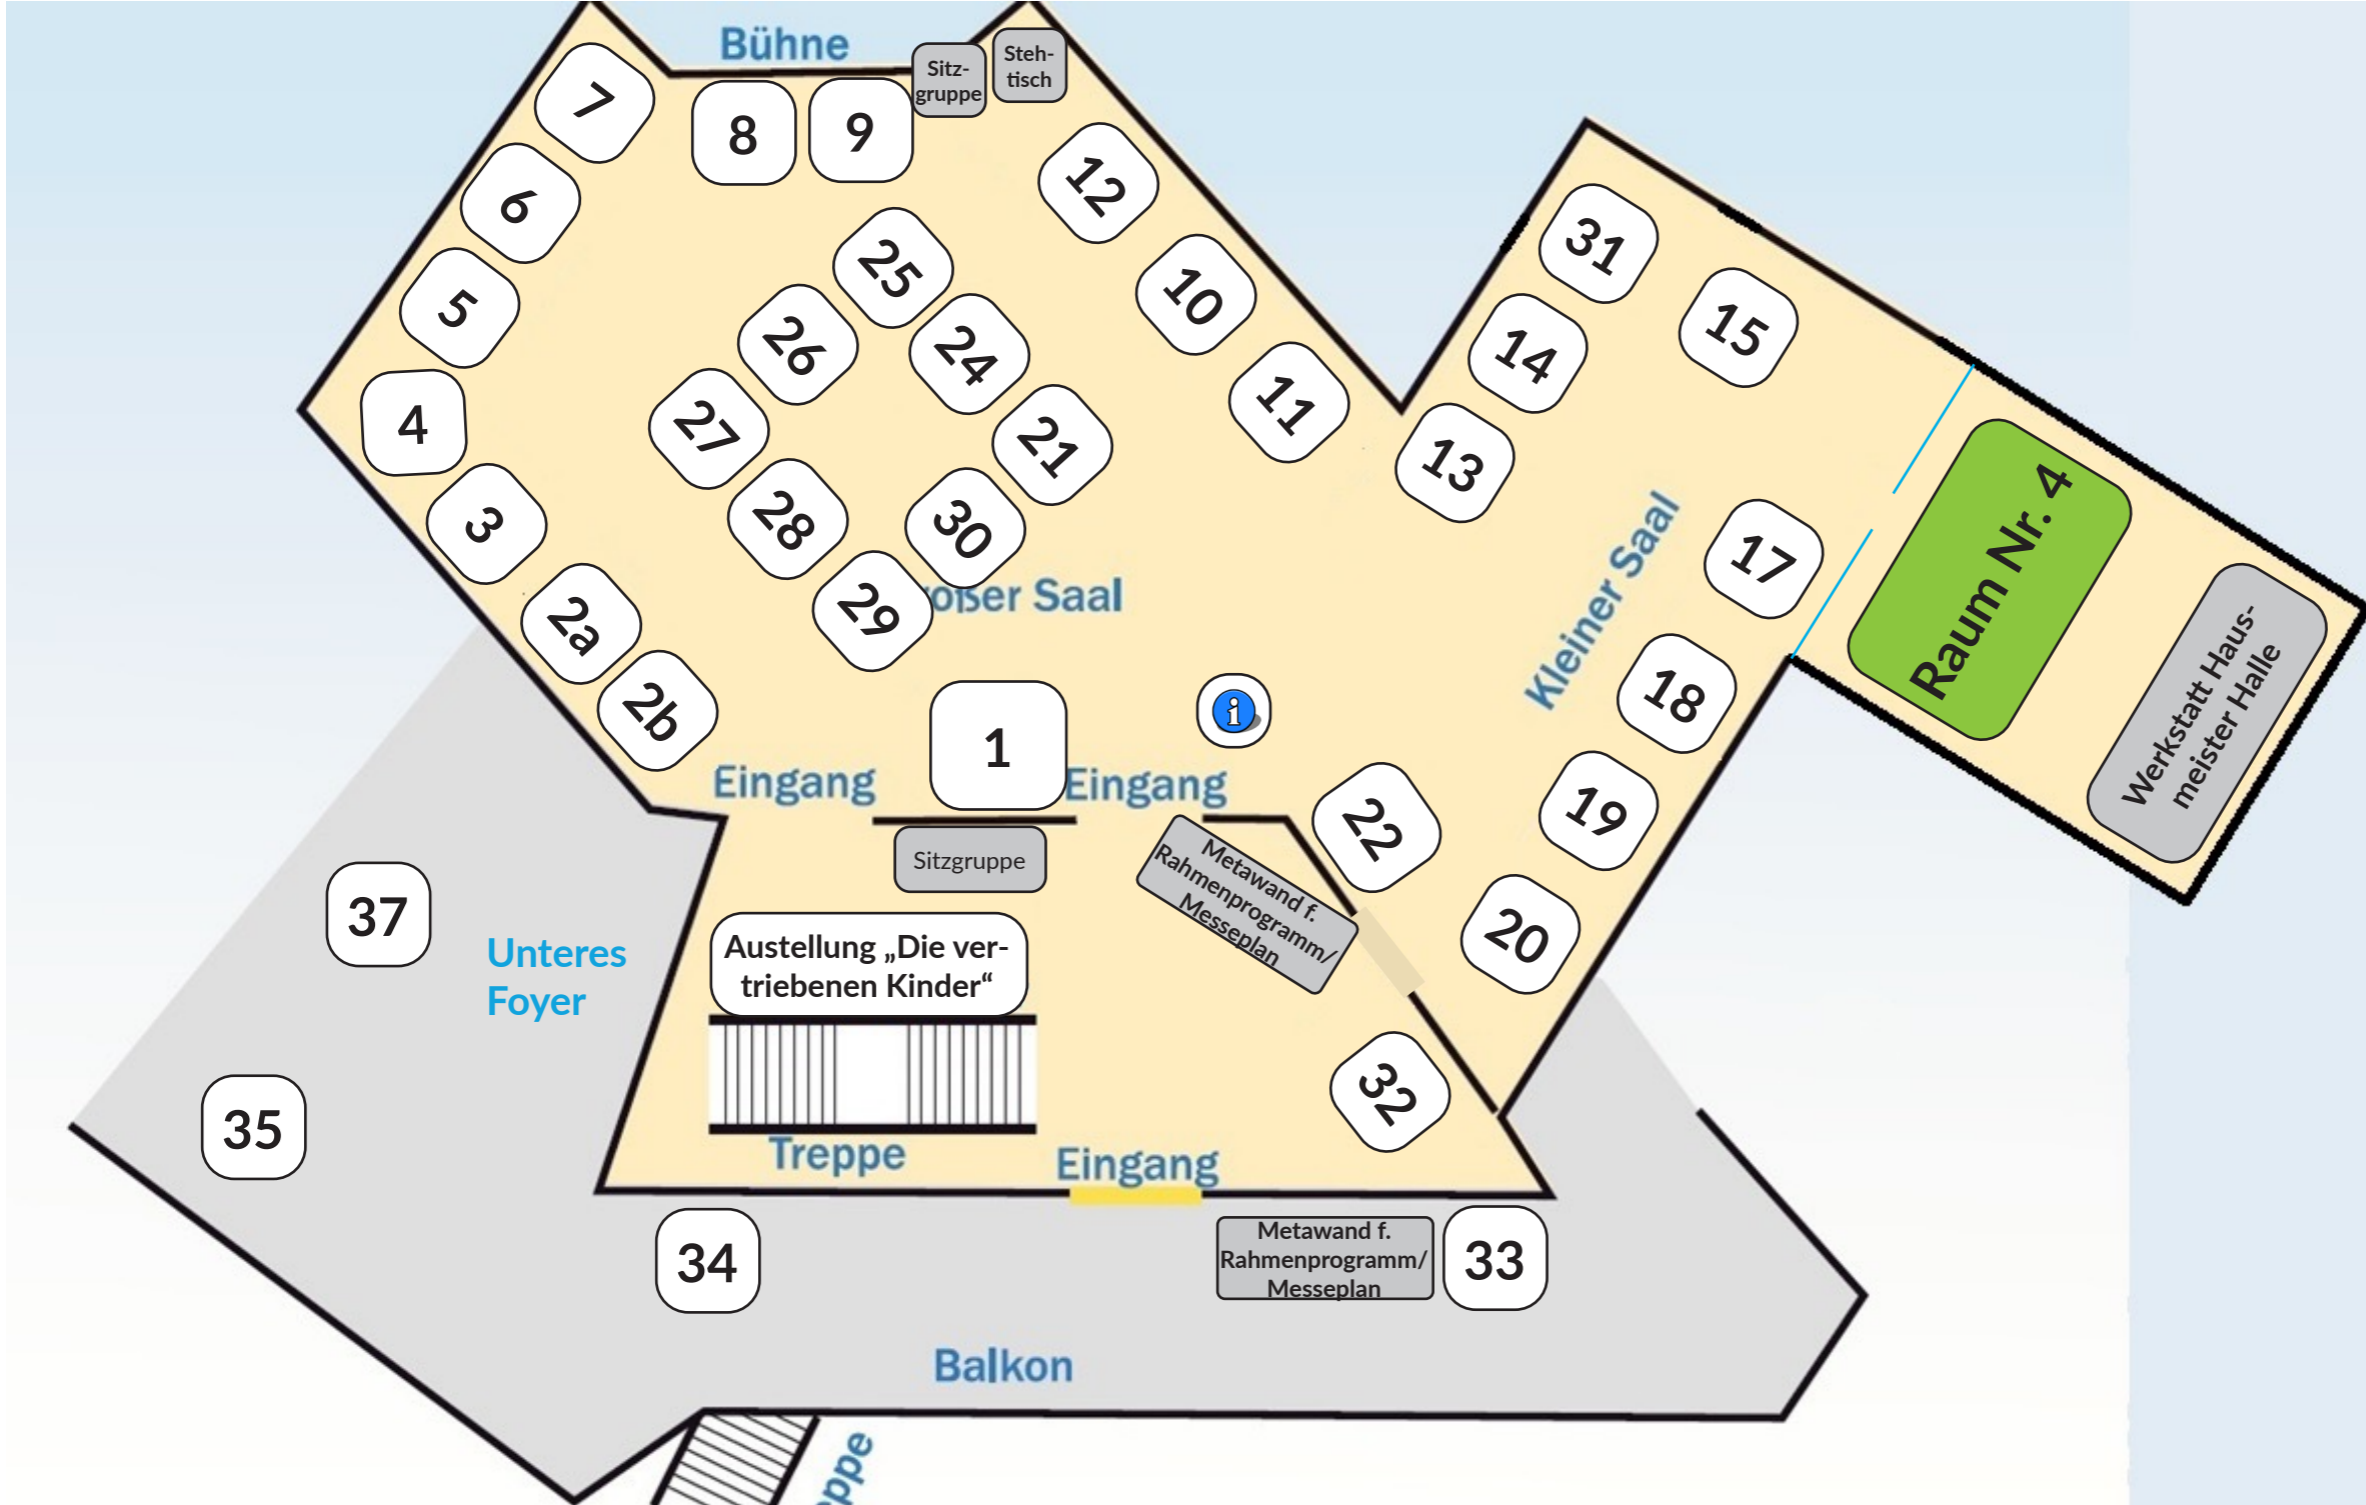 Bühne
Sitz-
gruppe
Steh-
tisch
7
8
9
6
12
5
25
10
31
26
24
15
4
27
21
11
14
3
28
30
13
Raum Nr. 4
2a
29
oßer Saal
Kleiner Saal
17
2b
18
Werkstatt Haus-
meister Halle
1
i
Eingang
Eingang
22
19
Sitzgruppe
Metawand f.
Rahmenprogramm/
Messeplan
20
37
Unteres
Foyer
Austellung „Die ver-
triebenen Kinder“
32
35
Treppe
Eingang
34
Metawand f.
Rahmenprogramm/
Messeplan
33
Balkon
ppe